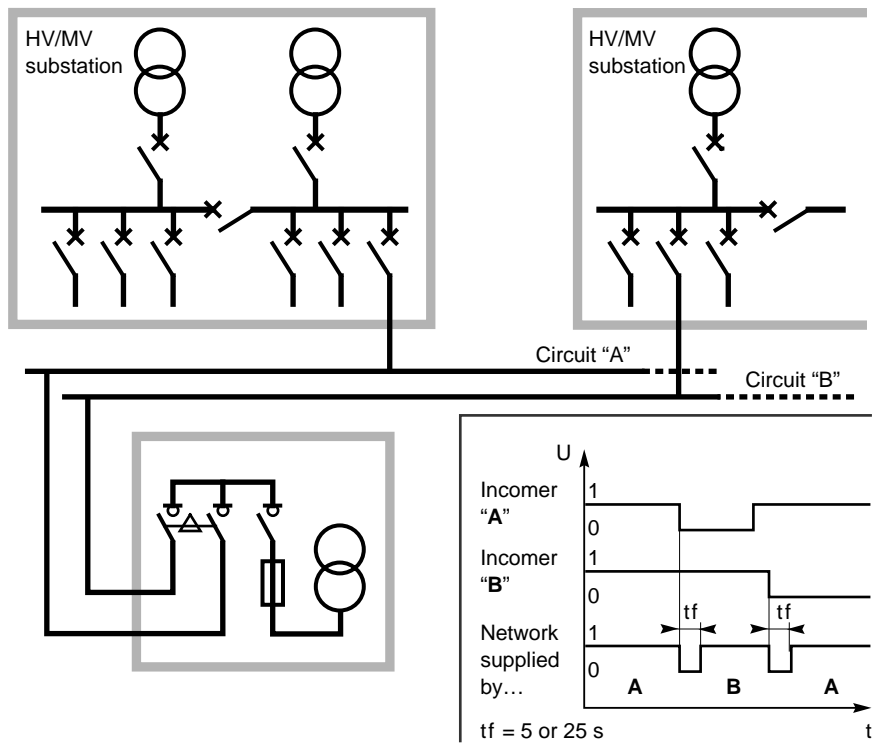 HV/MV
substation
HV/MV
substation
Circuit “A”
Circuit “B”
U
Incomer
“A”
1
0
Incomer
“B”
1
0
tf
tf
Network
supplied
by…
1
0
A
B
A
tf = 5 or 25 s
t